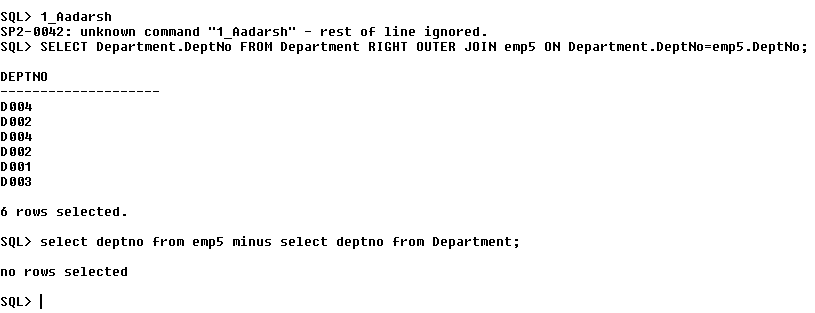 SQL> 1_Aadarsh
SP2-0042: unknown command "1_Aadarsh" - rest of line ignored.
SQL> SELECT Department.DeptNo FROM Department RIGHT OUTER JOIN emp5 ON Department.DeptNo=emp5.DeptNo;
DEPTNO
--------------------
D004
D002
D004
D002
D001
D003
6 rows selected.
SQL> select deptno from emp5 minus select deptno from Department;
no rows selected
SQL>